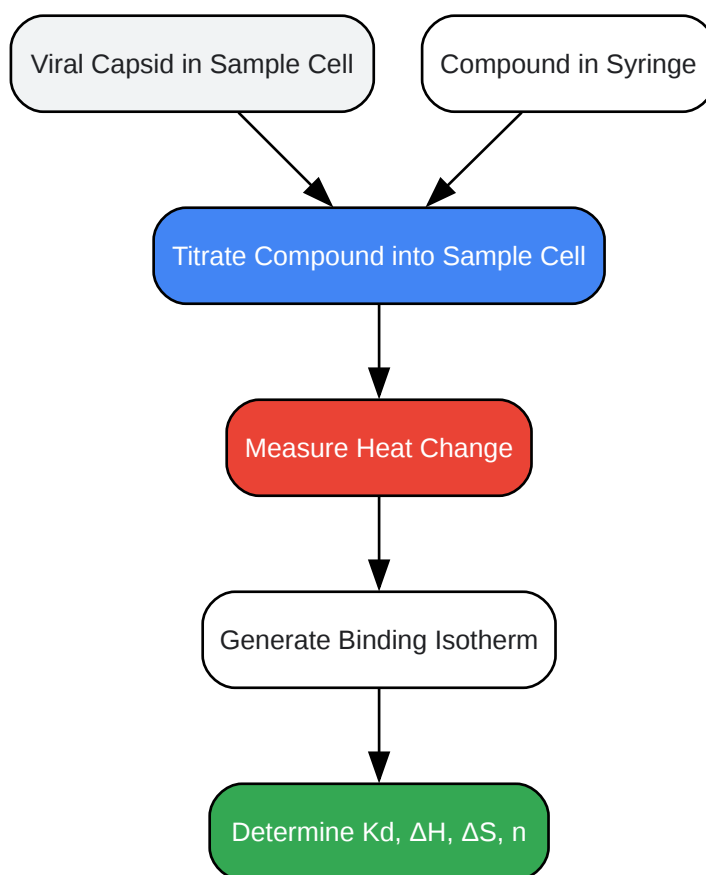 Viral Capsid in Sample Cell
Compound in Syringe
Titrate Compound into Sample Cell
Measure Heat Change
Generate Binding Isotherm
Determine Kd, ΔH, ΔS, n